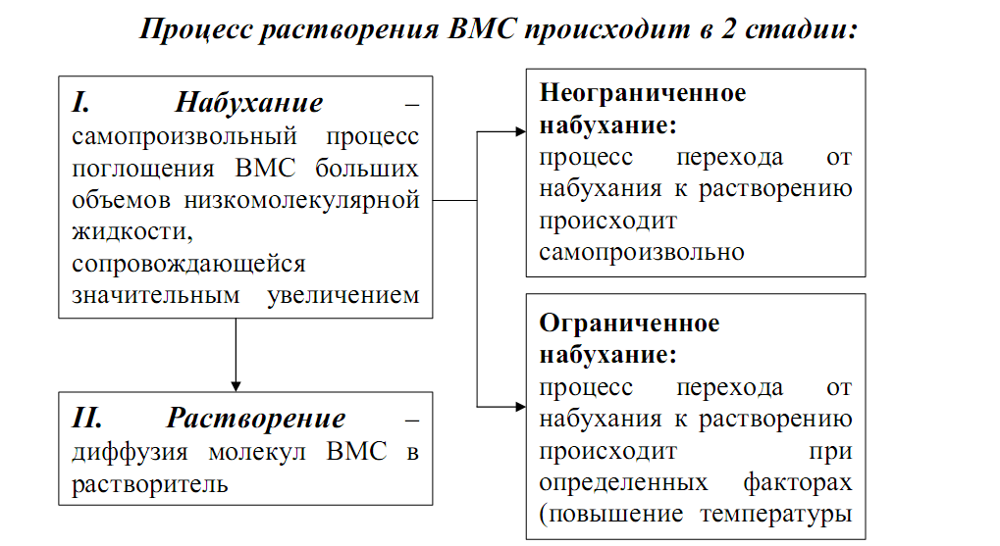 Процесс растворения ВМС происходит в 2 стадии:
I. Набухание –
самопроизвольный процесс
поглощения ВМС больших
объемов низкомолекулярной
жидкости,
сопровождающейся
значительным увеличением
II. Растворение –
диффузия молекул ВМС в
растворитель
Неограниченное
набухание:
процесс перехода от
набухания к растворению
происходит
самопроизвольно
Ограниченное
набухание:
процесс перехода от
набухания к растворению
происходит при
определенных факторах
(повышение температуры